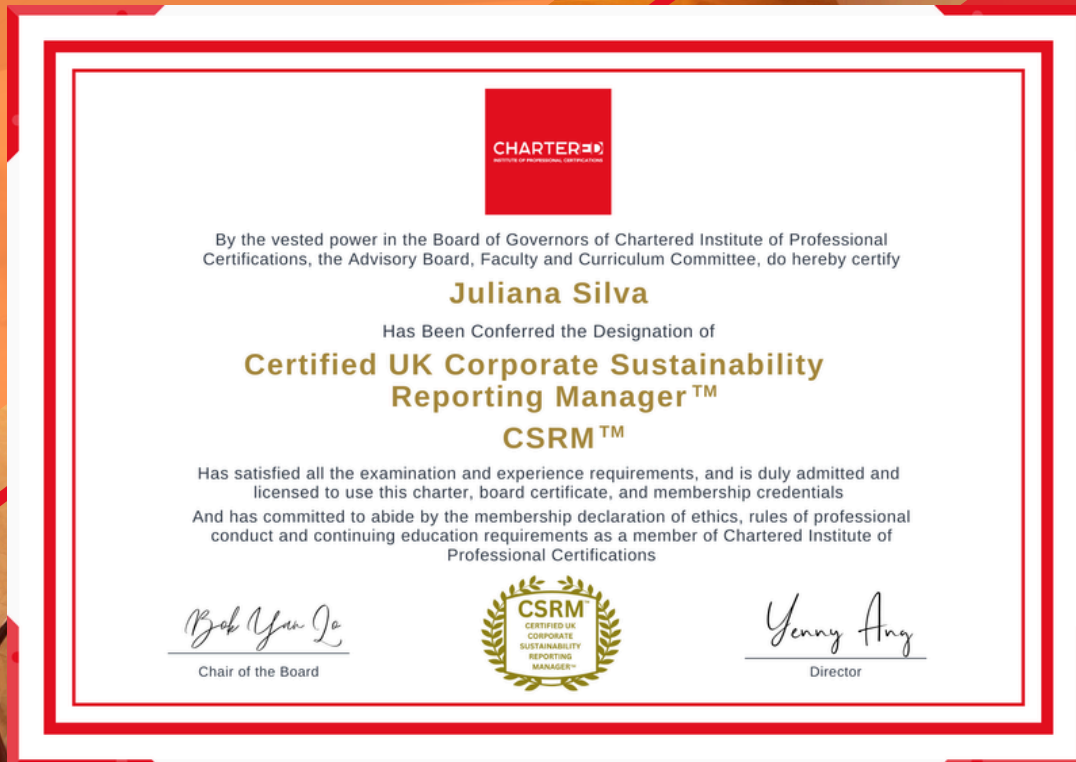 CHARTERED
INSTITUTE OF PROFESSIONAL CERTIFICATIONS
By the vested power in the Board of Governors of Chartered Institute of Professional
Certifications, the Advisory Board, Faculty and Curriculum Committee, do hereby certify
Juliana Silva
Has Been Conferred the Designation of
Certified UK Corporate Sustainability
Reporting Manager™
CSRM™
Has satisfied all the examination and experience requirements, and is duly admitted and
licensed to use this charter, board certificate, and membership credentials
And has committed to abide by the membership declaration of ethics, rules of professional
conduct and continuing education requirements as a member of Chartered Institute of
Professional Certifications
Bok Yan Lo
Chair of the Board
CSRM™
CERTIFIED UK
CORPORATE
SUSTAINABILITY
REPORTING
MANAGER™
Yenny Ang
Director